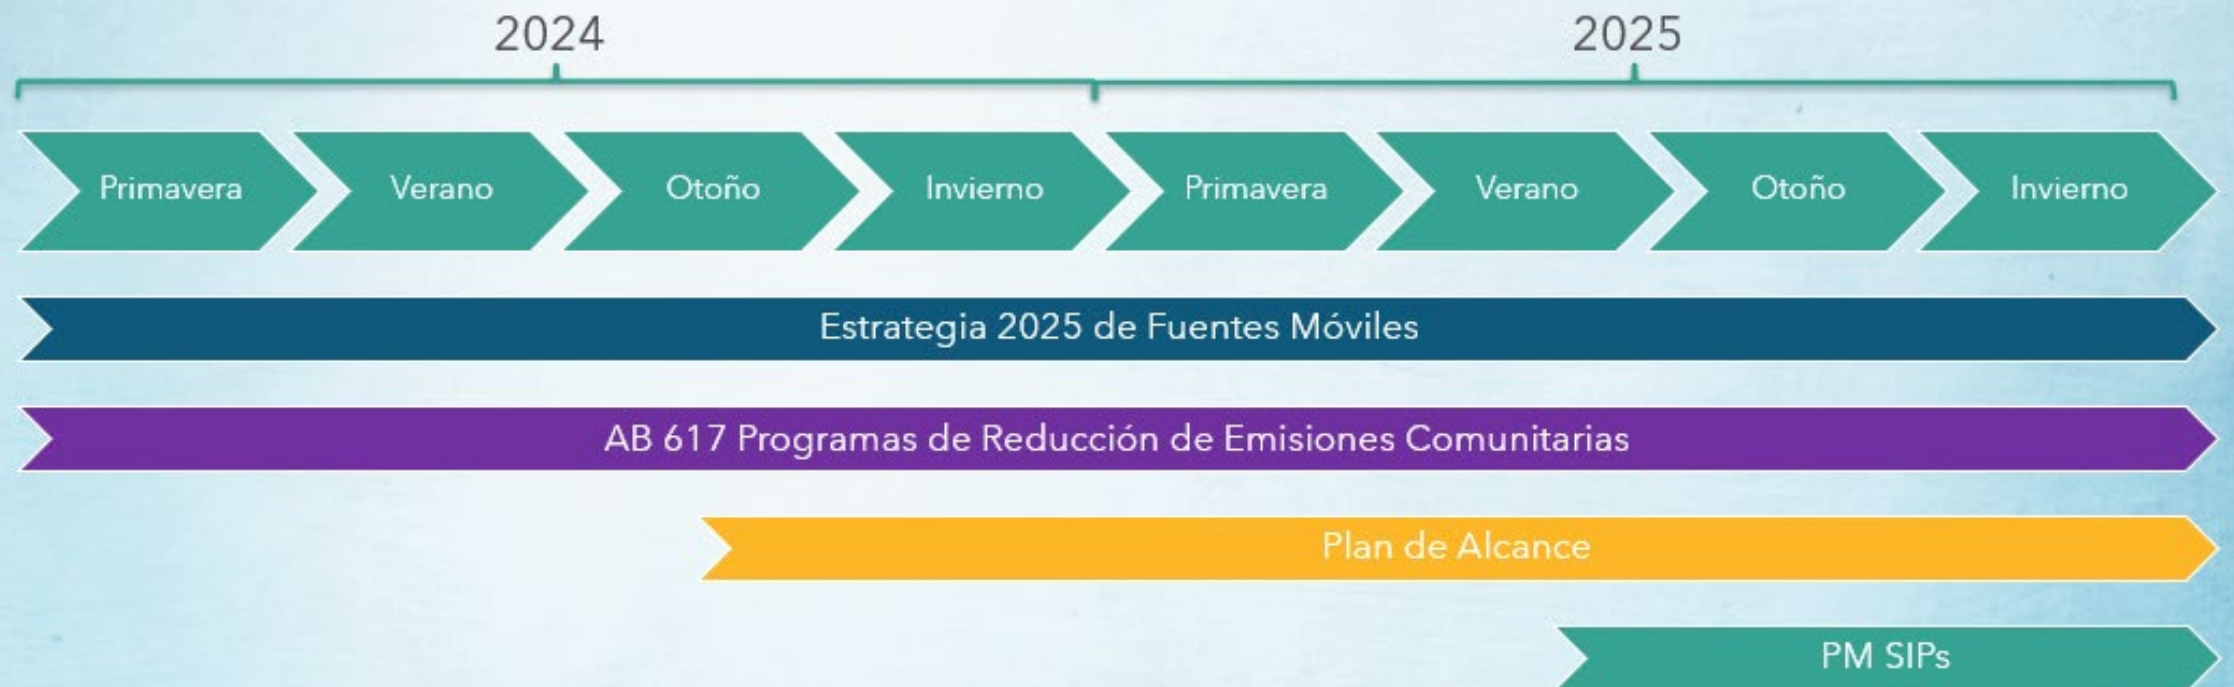 2024
2025
Primavera
Verano
Otoño
Invierno
Primavera
Verano
Otoño
Invierno
Estrategia 2025 de Fuentes Móviles
AB 617 Programas de Reducción de Emisiones Comunitarias
Plan de Alcance
PM SIPs